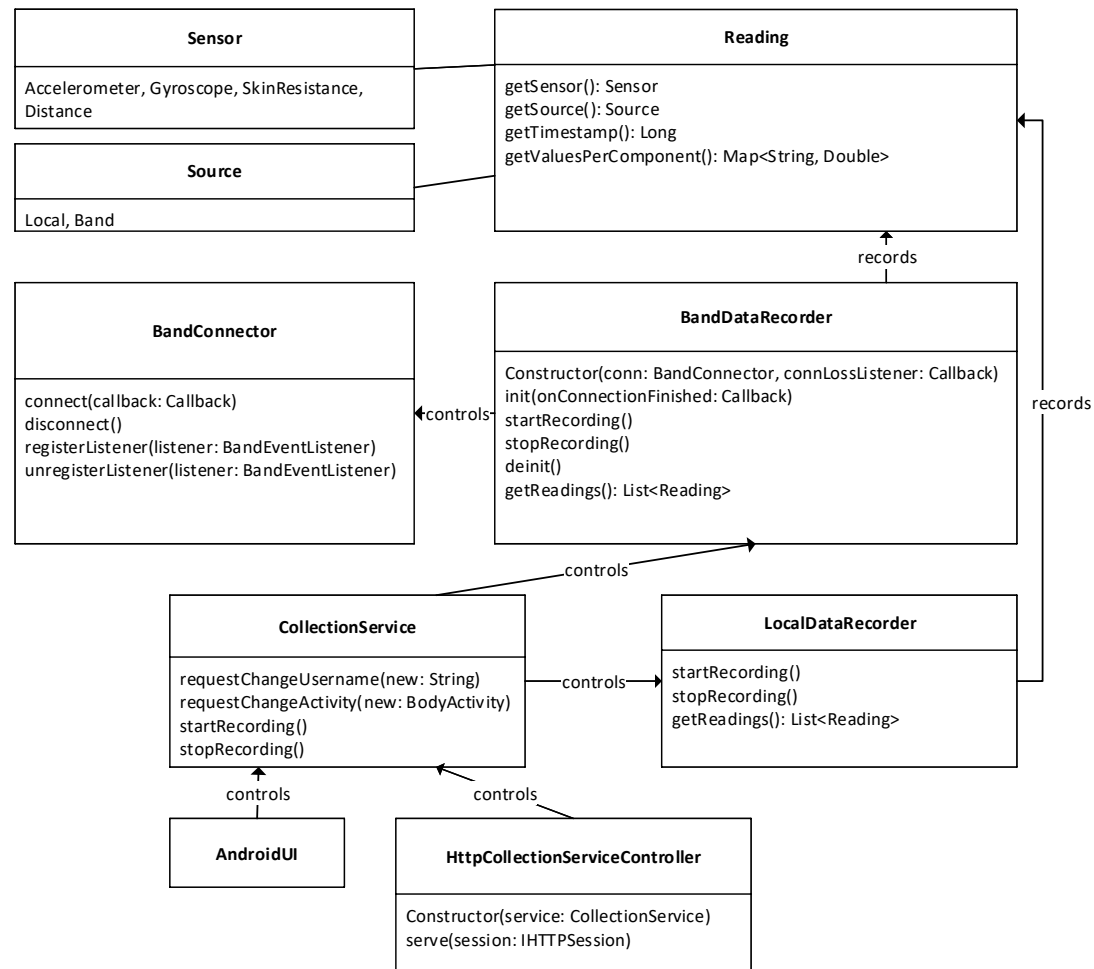 Sensor
Accelerometer, Gyroscope, SkinResistance,
Distance
Reading
getSensor(): Sensor
getSource(): Source
getTimestamp(): Long
getValuesPerComponent(): Map<String, Double>
Source
Local, Band
records
BandConnector
connect(callback: Callback)
disconnect()
registerListener(listener: BandEventListener)
unregisterListener(listener: BandEventListener)
controls
BandDataRecorder
Constructor(conn: BandConnector, connLossListener: Callback)
init(onConnectionFinished: Callback)
startRecording()
stopRecording()
deinit()
getReadings(): List<Reading>
records
controls
CollectionService
requestChangeUsername(new: String)
requestChangeActivity(new: BodyActivity)
startRecording()
stopRecording()
controls
LocalDataRecorder
startRecording()
stopRecording()
getReadings(): List<Reading>
controls
controls
AndroidUI
HttpCollectionServiceController
Constructor(service: CollectionService)
serve(session: IHTTPSession)